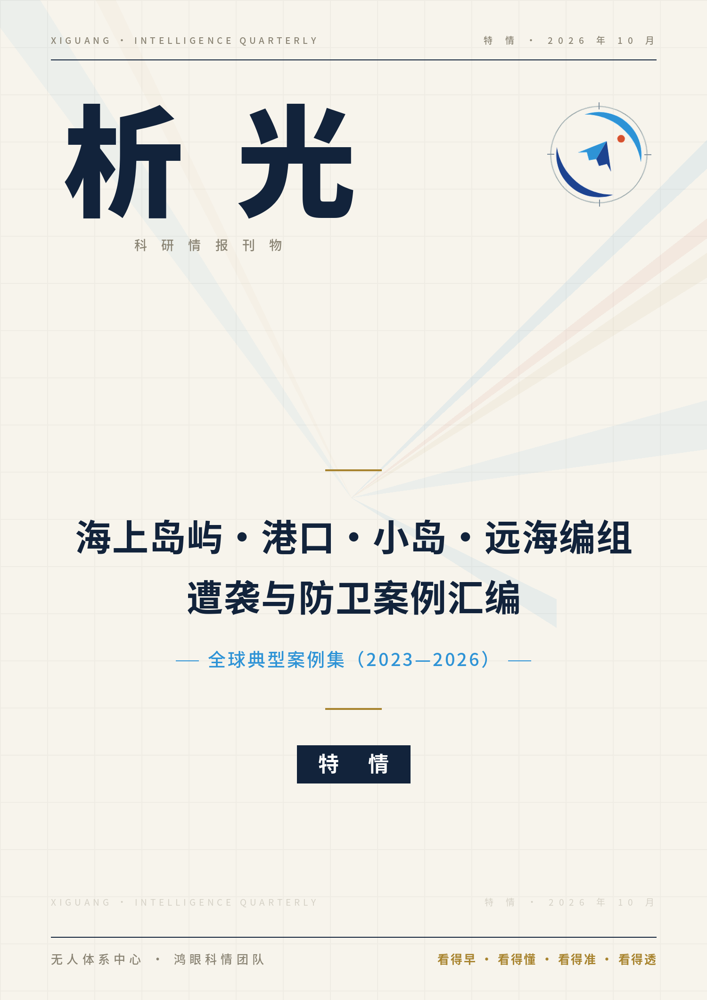 XIGUANG · INTELLIGENCE QUARTERLY
特 情 · 2026 年 10 月
析 光
科研情报刊物
海上岛屿·港口·小岛·远海编组
遭袭与防卫案例汇编
全球典型案例集（2023—2026）
特 情
XIGUANG · INTELLIGENCE QUARTERLY
特 情 · 2026 年 10 月
无人体系中心 · 鸿眼科情团队
看得早 · 看得懂 · 看得准 · 看得透